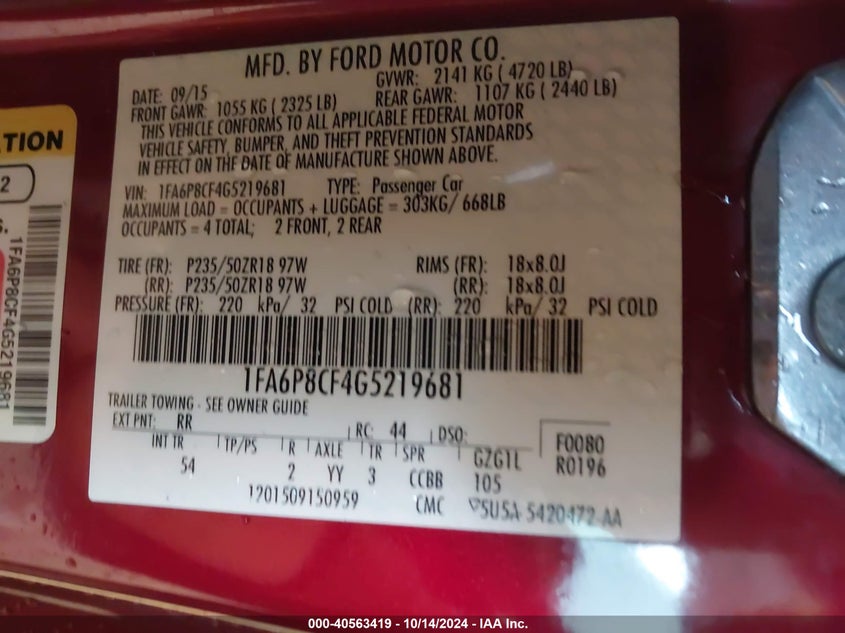 MFD. BY FORD MOTOR CO.
DATE: 09/15 GVWR: 2141 KG ( 4720 LB)
FRONT GAWR: 1055 KG ( 2325 LB) REAR GAWR: 1107 KG ( 2440 LB)
THIS VEHICLE CONFORMS TO ALL APPLICABLE FEDERAL MOTOR
VEHICLE SAFETY, BUMPER, AND THEFT PREVENTION STANDARDS
IN EFFECT ON THE DATE OF MANUFACTURE SHOWN ABOVE.
VIN: 1FA6P8CF4G5219681 TYPE: Passenger Car
MAXIMUM LOAD = OCCUPANTS + LUGGAGE = 303KG/ 668LB
OCCUPANTS = 4 TOTAL; 2 FRONT, 2 REAR
TIRE (FR): P235/50ZR18 97W RIMS (FR): 18x8.0J
(RR): P235/50ZR18 97W (RR): 18x8.0J
PRESSURE (FR): 220 kPa/ 32 PSI COLD (RR): 220 kPa/ 32 PSI COLD
1FA6P8CF4G5219681
TRAILER TOWING - SEE OWNER GUIDE
EXT PNT: RR RC: 44 DSO: F0080
INT TR TP/PS R AXLE TR SPR GZG1L R0196
54 2 YY 3 CCBB 105
1201509150959 CMC 5U5A-5420472-AA
ATION
2
1FA6P8CF4G5219681
000-40563419 - 10/14/2024 - IAA Inc.